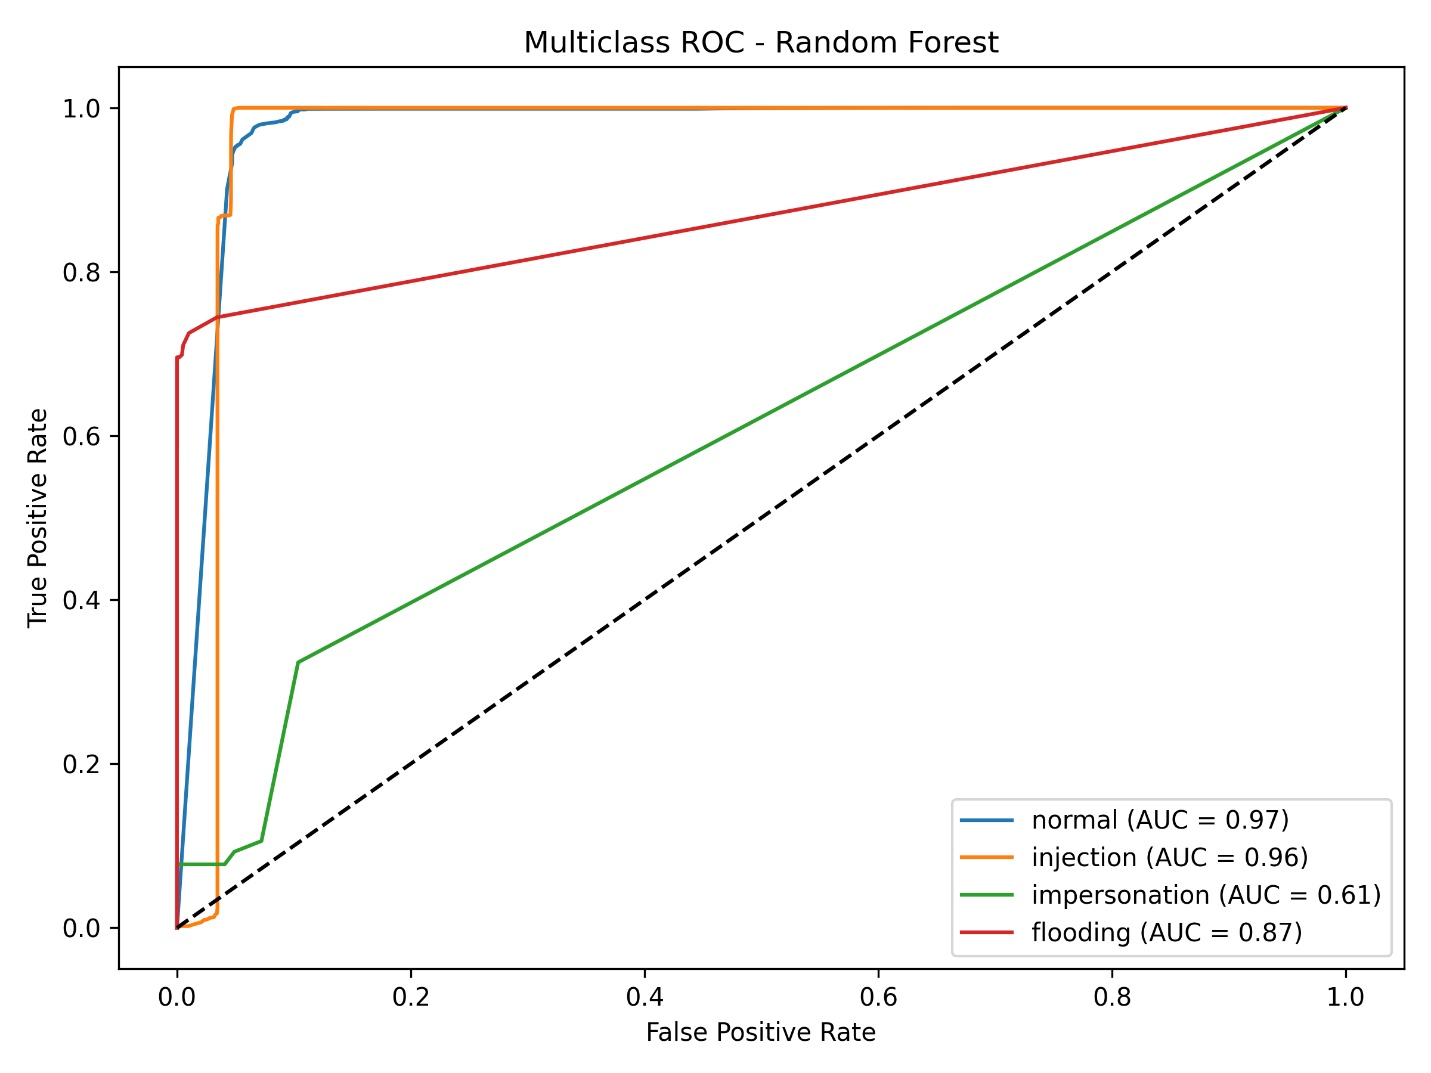 Multiclass ROC - Random Forest
True Positive Rate
1.0
0.8
0.6
0.4
0.2
0.0
0.0 0.2 0.4 0.6 0.8 1.0
False Positive Rate
normal (AUC = 0.97)
injection (AUC = 0.96)
impersonation (AUC = 0.61)
flooding (AUC = 0.87)